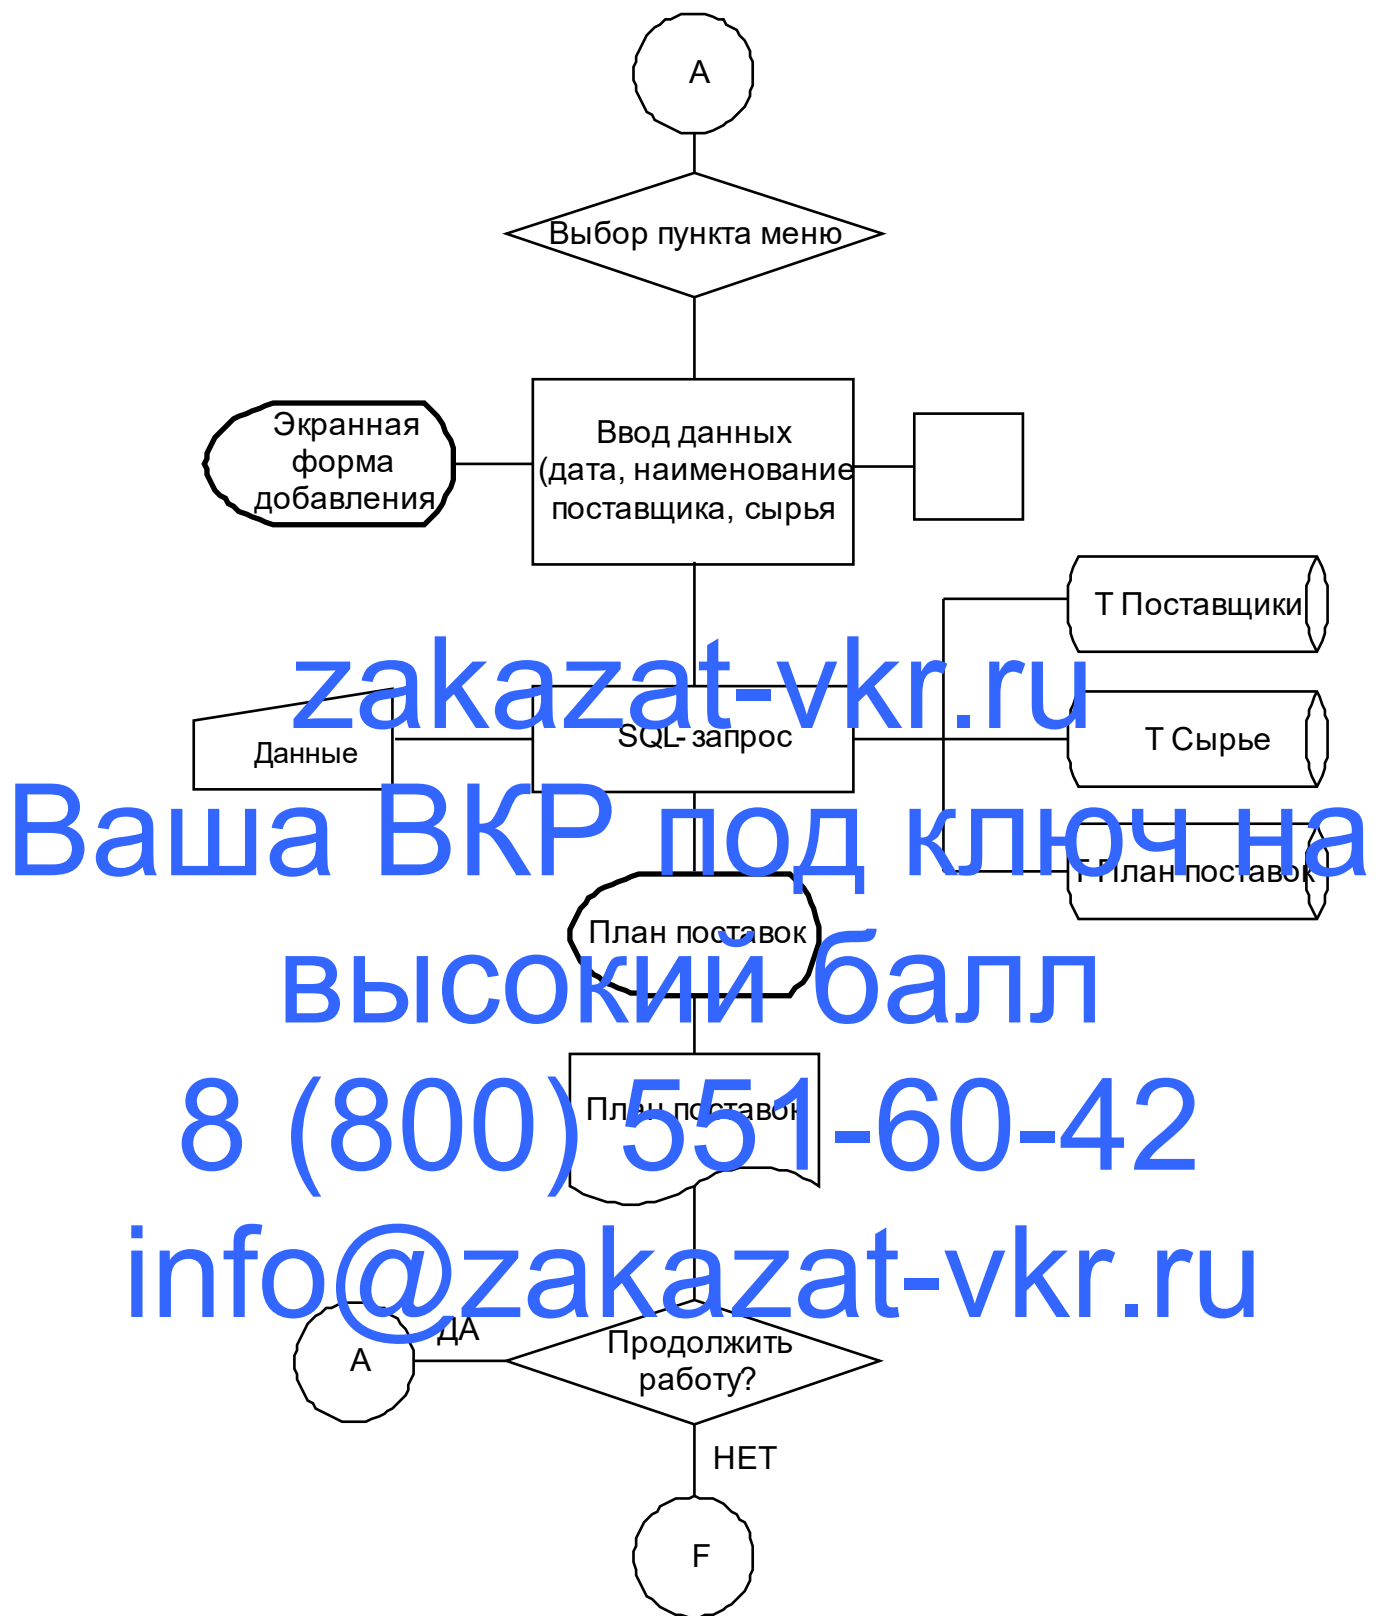 A
Выбор пункта меню
Экранная
форма
добавления
Ввод данных
(дата, наименование
поставщика, сырья
Т Поставщики
zakazat-vkr.ru
Данные
SQL-запрос
Т Сырье
Ваша ВКР под ключ на
Т План поставок
План поставок
высокий балл
План поставок
8 (800) 551-60-42
info@zakazat-vkr.ru
ДА
A
Продолжить
работу?
НЕТ
F